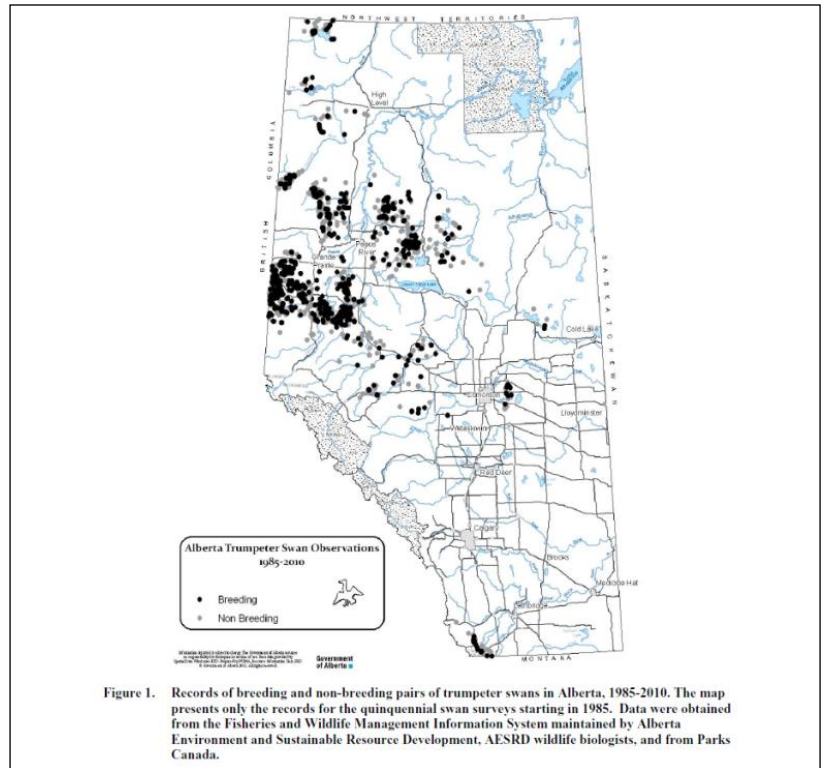 NORTHWEST TERRITORIES
High
Level
BRITISH COLUMBIA
Peace
River
Grande
Prairie
SASKATCHEWAN
Cold Lake
Edmonton
Lloydminster
Wetaskiwin
Red Deer
Calgary
Brooks
Medicine Hat
Lethbridge
MONTANA
Alberta Trumpeter Swan Observations
1985-2010
Breeding
Non Breeding
Government
of Alberta
Figure 1. Records of breeding and non-breeding pairs of trumpeter swans in Alberta, 1985-2010. The map
presents only the records for the quinquennial swan surveys starting in 1985. Data were obtained
from the Fisheries and Wildlife Management Information System maintained by Alberta
Environment and Sustainable Resource Development, AESRD wildlife biologists, and from Parks
Canada.